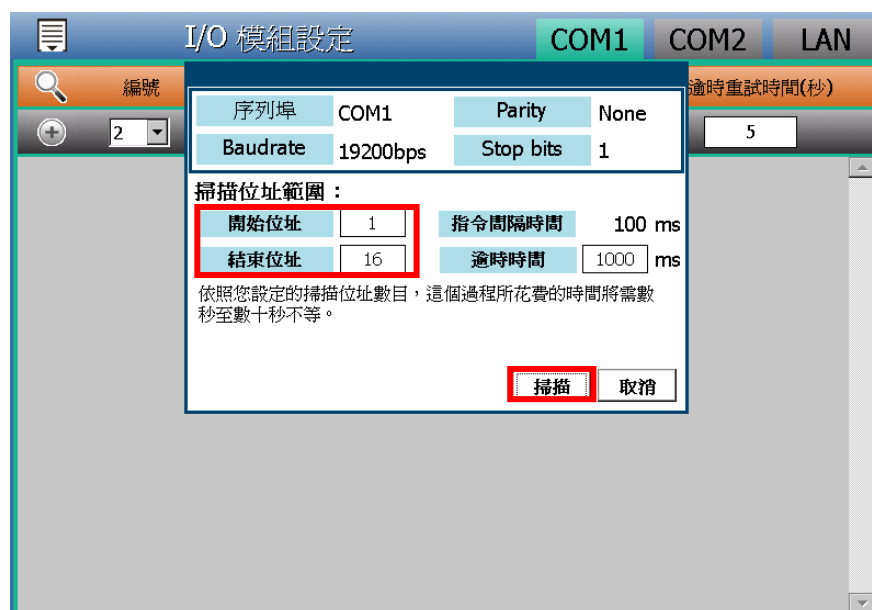 I/O 模組設定 COM1 COM2 LAN
編號 逾時重試時間(秒)
2 5
序列埠 COM1 Parity None
Baudrate 19200bps Stop bits 1
掃描位址範圍：
開始位址 1 指令間隔時間 100 ms
結束位址 16 逾時時間 1000 ms
依照您設定的掃描位址數目，這個過程所花費的時間將需數
秒至數十秒不等。
掃描 取消